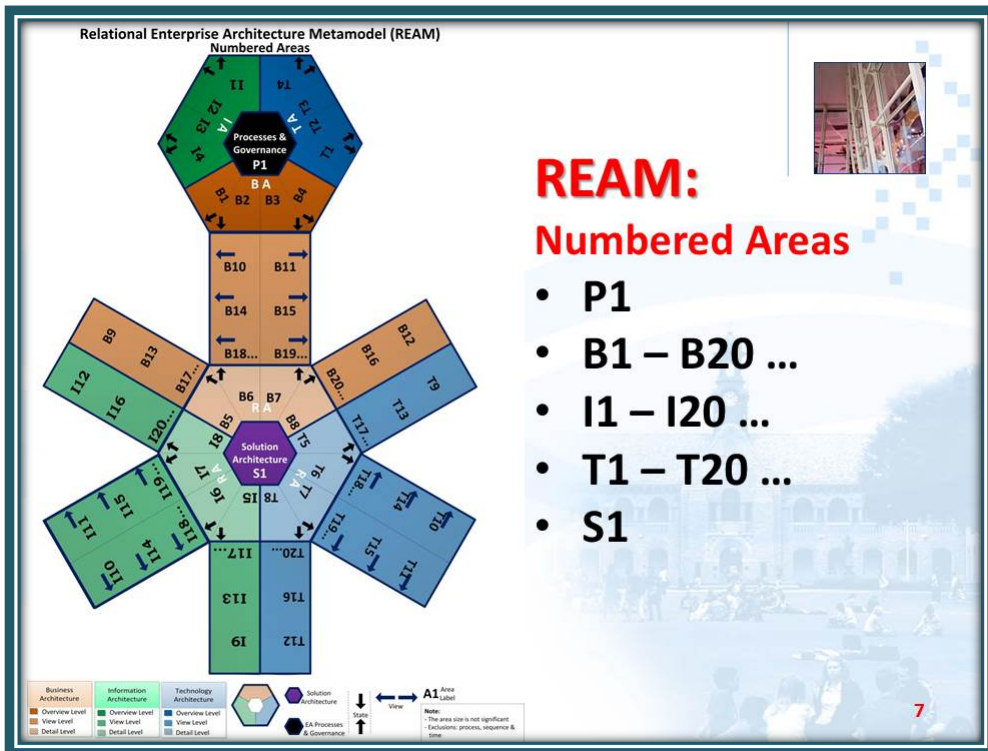 Relational Enterprise Architecture Metamodel (REAM)
Numbered Areas
I1
T4
I2
I3
T2
T3
I4
T1
IA
TA
Processes &
Governance
P1
BA
B1
B2
B3
B4
B10
B11
B14
B15
B18...
B19...
B9
B13
B17...
I12
I16
I20...
B20...
B16
B12
T17...
T13
T9
B6
B7
RA
B5
B8
I8
T5
Solution
Architecture
S1
I7
RA
I6
I5
T8
T7
RA
T6
I19...
I15
I11
I18...
I14
I10
T18...
T14
T10
T19...
T15
T11
I17...
T20...
I13
T16
I9
T12
REAM:
Numbered Areas
• P1
• B1 – B20 ...
• I1 – I20 ...
• T1 – T20 ...
• S1
Business
Architecture
Overview Level
View Level
Detail Level
Information
Architecture
Overview Level
View Level
Detail Level
Technology
Architecture
Overview Level
View Level
Detail Level
Solution
Architecture
EA Processes
& Governance
State
View
A1 Area
Label
Note:
- The area size is not significant
- Exclusions: process, sequence &
time
7